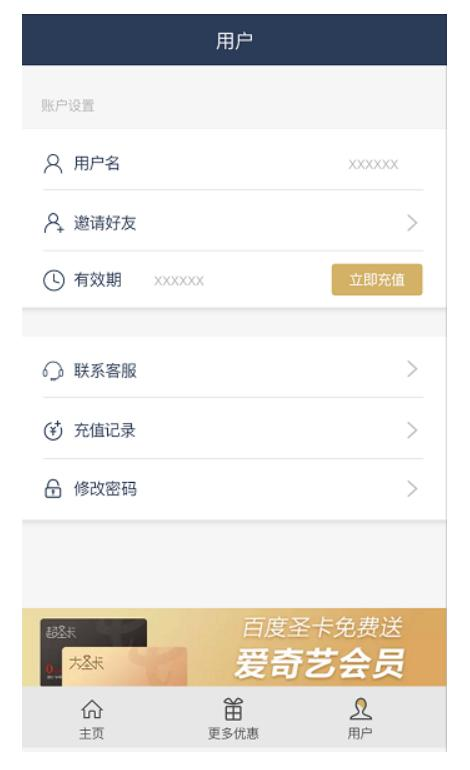 用户
账户设置
用户名 xxxxxx
邀请好友
有效期 xxxxxx 立即充值
联系客服
充值记录
修改密码
百度圣卡免费送
爱奇艺会员
大圣卡
主页 更多优惠 用户